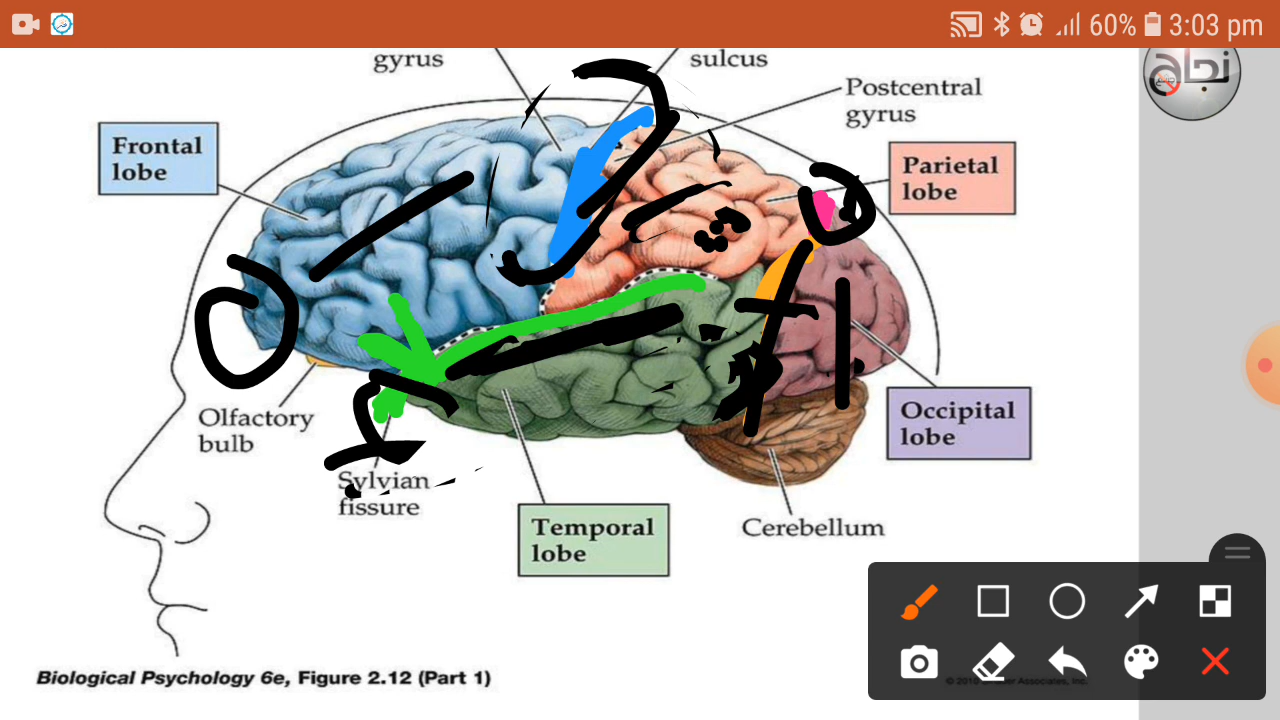 60% 3:03 pm
gyrus
sulcus
Postcentral
gyrus
Frontal
lobe
Parietal
lobe
Olfactory
bulb
Occipital
lobe
Sylvian
fissure
Temporal
lobe
Cerebellum
Biological Psychology 6e, Figure 2.12 (Part 1)